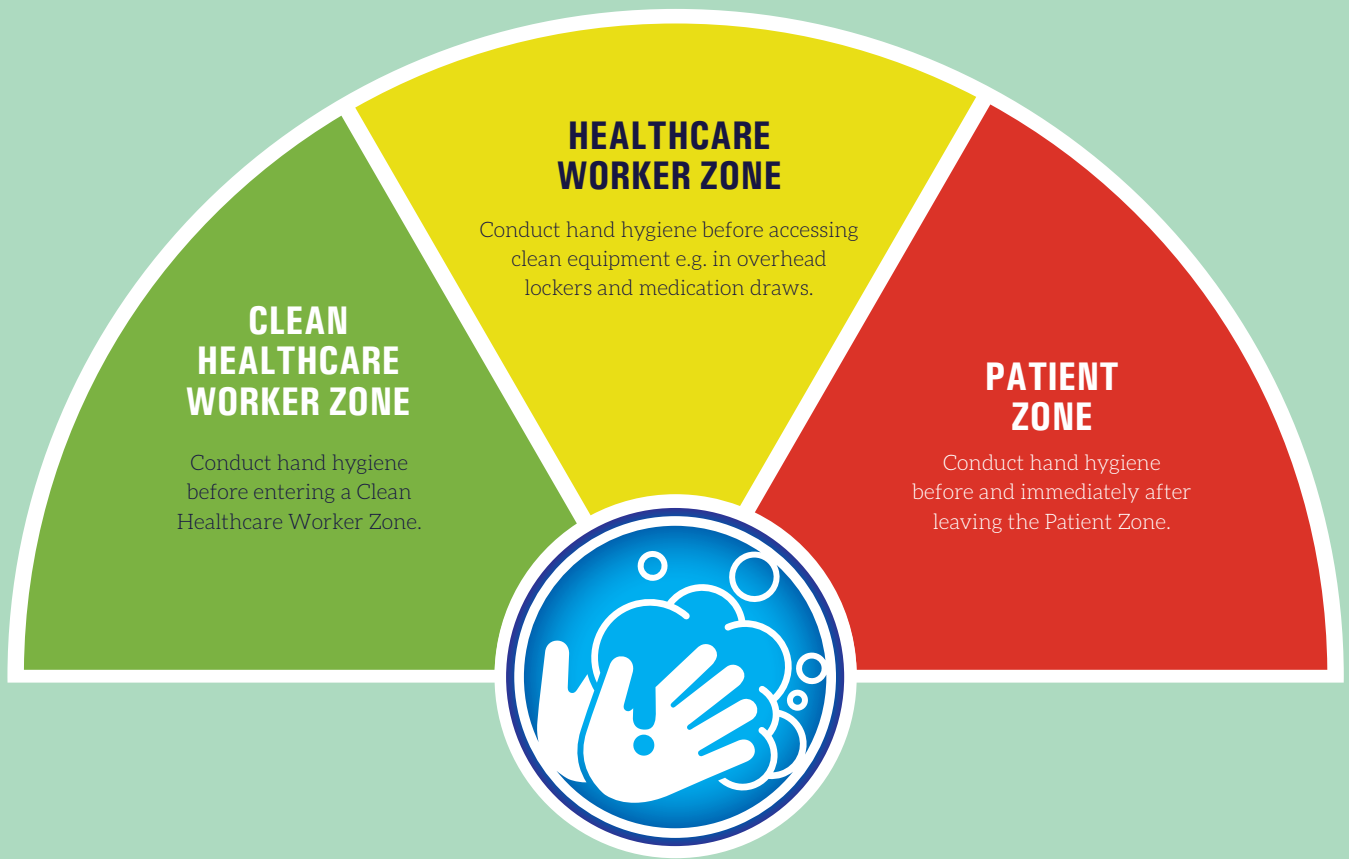 HEALTHCARE
WORKER ZONE
Conduct hand hygiene before accessing
clean equipment e.g. in overhead
lockers and medication draws.
CLEAN
HEALTHCARE
WORKER ZONE
Conduct hand hygiene
before entering a Clean
Healthcare Worker Zone.
PATIENT
ZONE
Conduct hand hygiene
before and immediately after
leaving the Patient Zone.